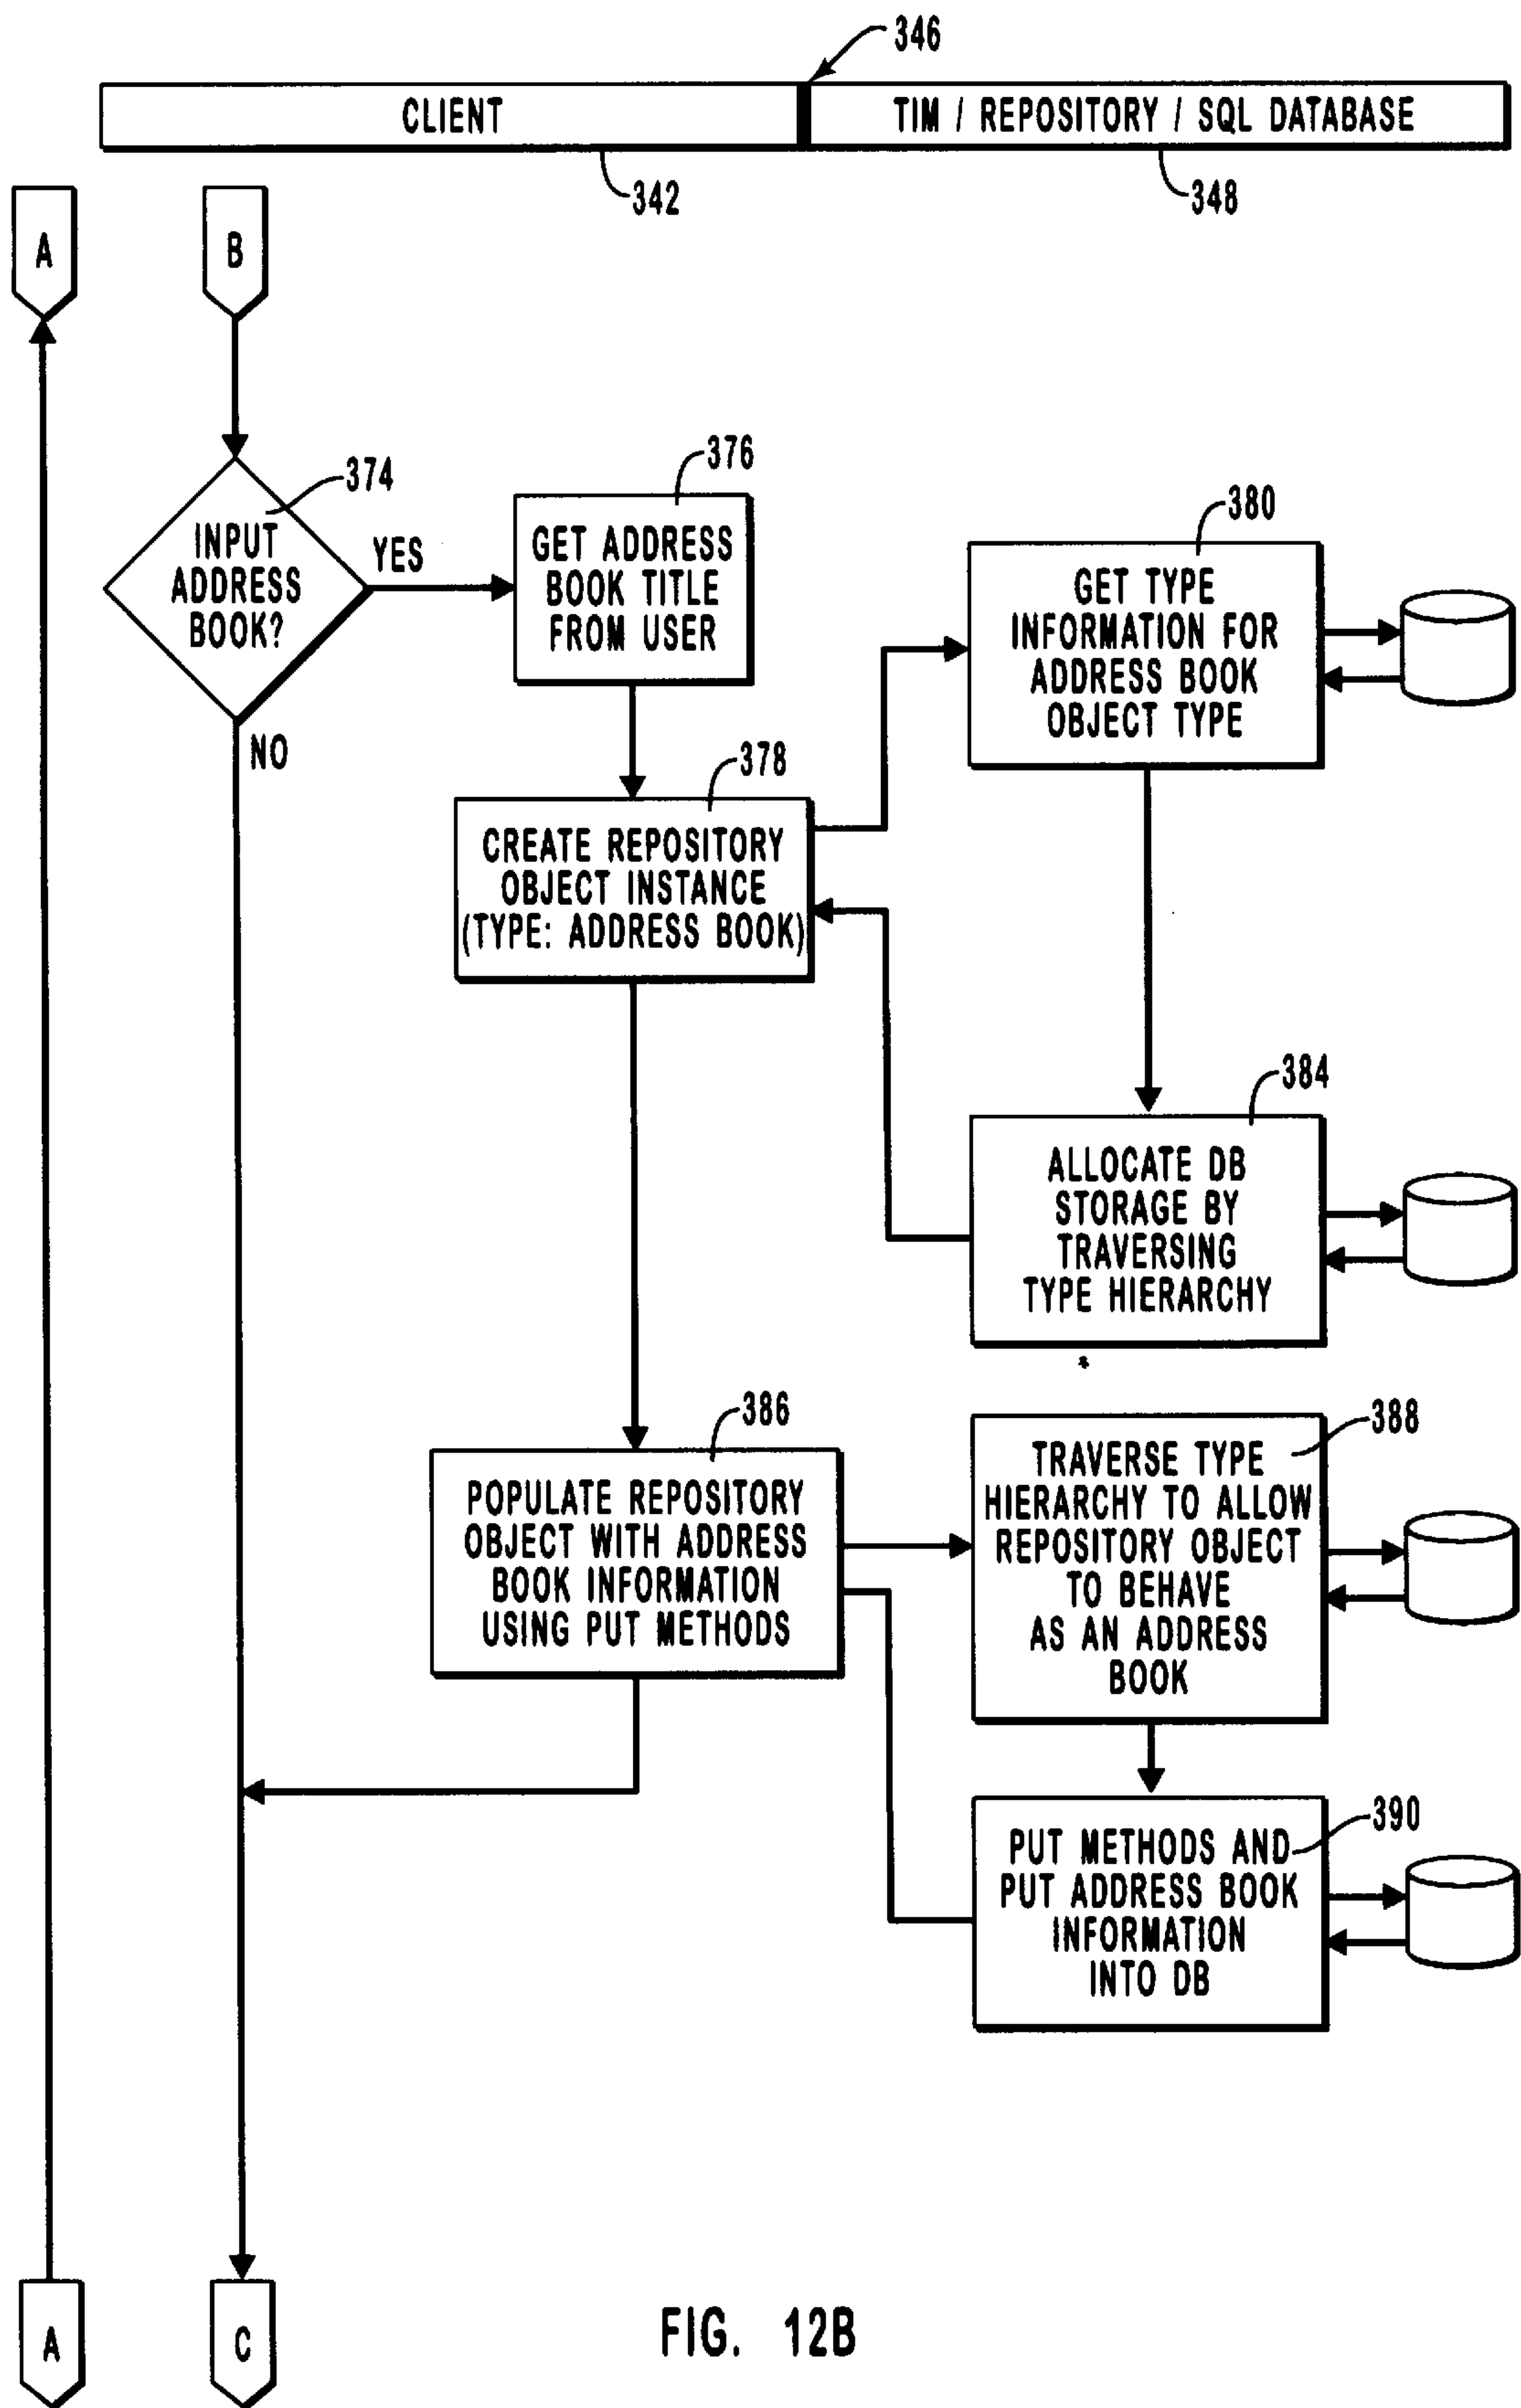 346
CLIENT
TIM / REPOSITORY / SQL DATABASE
342
348
A
B
374
INPUT
ADDRESS
BOOK?
YES
NO
376
GET ADDRESS
BOOK TITLE
FROM USER
380
GET TYPE
INFORMATION FOR
ADDRESS BOOK
OBJECT TYPE
378
CREATE REPOSITORY
OBJECT INSTANCE
(TYPE: ADDRESS BOOK)
384
ALLOCATE DB
STORAGE BY
TRAVERSING
TYPE HIERARCHY
386
POPULATE REPOSITORY
OBJECT WITH ADDRESS
BOOK INFORMATION
USING PUT METHODS
388
TRAVERSE TYPE
HIERARCHY TO ALLOW
REPOSITORY OBJECT
TO BEHAVE
AS AN ADDRESS
BOOK
390
PUT METHODS AND
PUT ADDRESS BOOK
INFORMATION
INTO DB
A
C
FIG. 12B